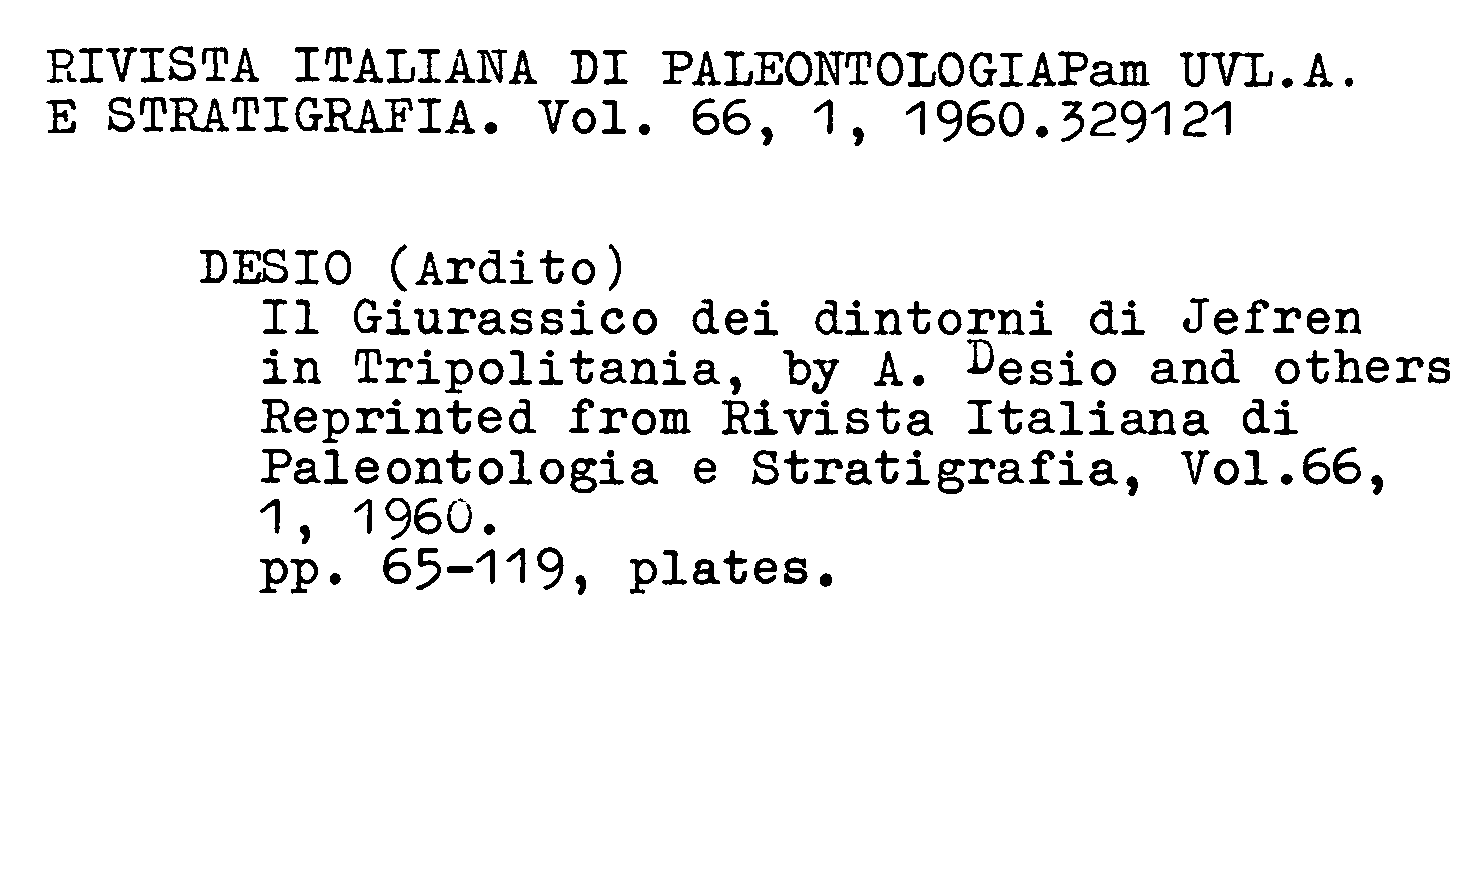 RIVISTA ITALIANA DI PALEONTOLOGIAPam UVL.A.
E STRATIGRAFIA. Vol. 66, 1, 1960.329121
DESIO (Ardito)
Il Giurassico dei dintorni di Jefren
in Tripolitania, by A. Desio and others
Reprinted from Rivista Italiana di
Paleontologia e Stratigrafia, Vol.66,
1, 1960.
pp. 65-119, plates.